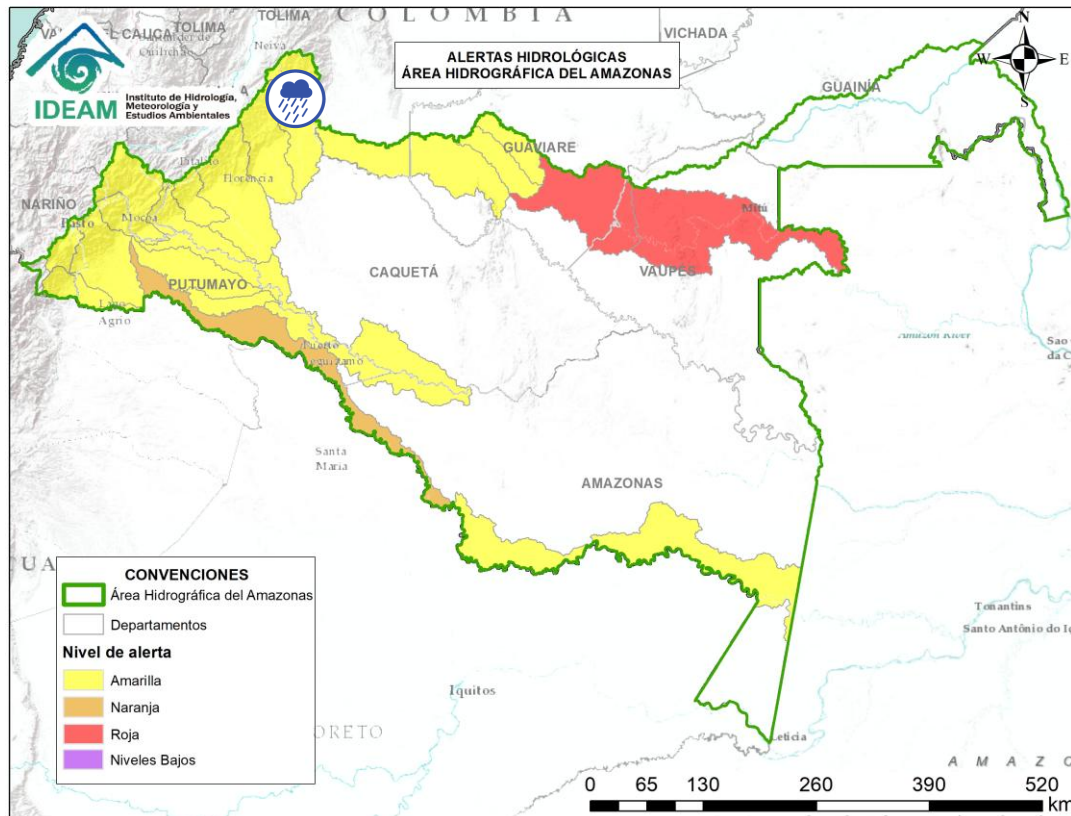 COLOMBIA
TOLIMA
TOLIMA
CAUCA
VICHADA
Neiva
ALERTAS HIDROLÓGICAS
ÁREA HIDROGRÁFICA DEL AMAZONAS
N
W
E
S
IDEAM
Instituto de Hidrología,
Meteorología y
Estudios Ambientales
GUAINÍA
GUAVIARE
Pitalito
Florencia
NARIÑO
Pasto
Mocoa
Mitú
VAUPÉS
CAQUETÁ
PUTUMAYO
Lago
Agrio
Puerto
Leguízamo
Amazon River
Santa
Maria
AMAZONAS
CONVENCIONES
Área Hidrográfica del Amazonas
Departamentos
Nivel de alerta
Amarilla
Naranja
Roja
Niveles Bajos
Tonantins
Santo Antônio do
Iquitos
Leticia
0 65 130 260 390 520
km